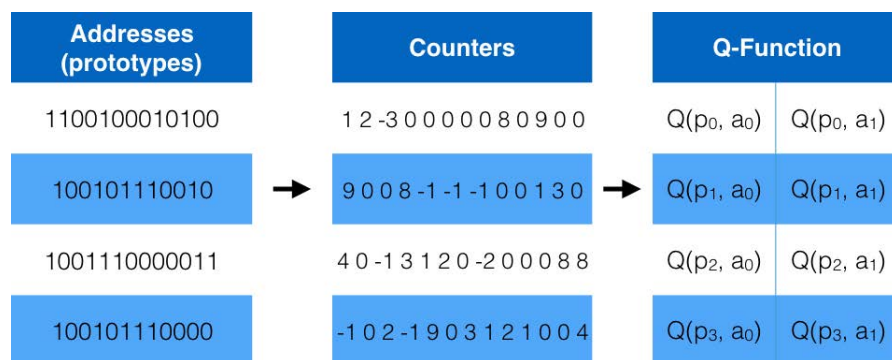 Addresses (prototypes) Counters Q-Function
1100100010100 1 2 -3 0 0 0 0 0 8 0 9 0 0 Q(p₀, a₀) Q(p₀, a₁)
100101110010 9 0 0 8 -1 -1 -1 0 0 1 3 0 Q(p₁, a₀) Q(p₁, a₁)
1001110000011 4 0 -1 3 1 2 0 -2 0 0 0 8 8 Q(p₂, a₀) Q(p₂, a₁)
100101110000 -1 0 2 -1 9 0 3 1 2 1 0 0 4 Q(p₃, a₀) Q(p₃, a₁)